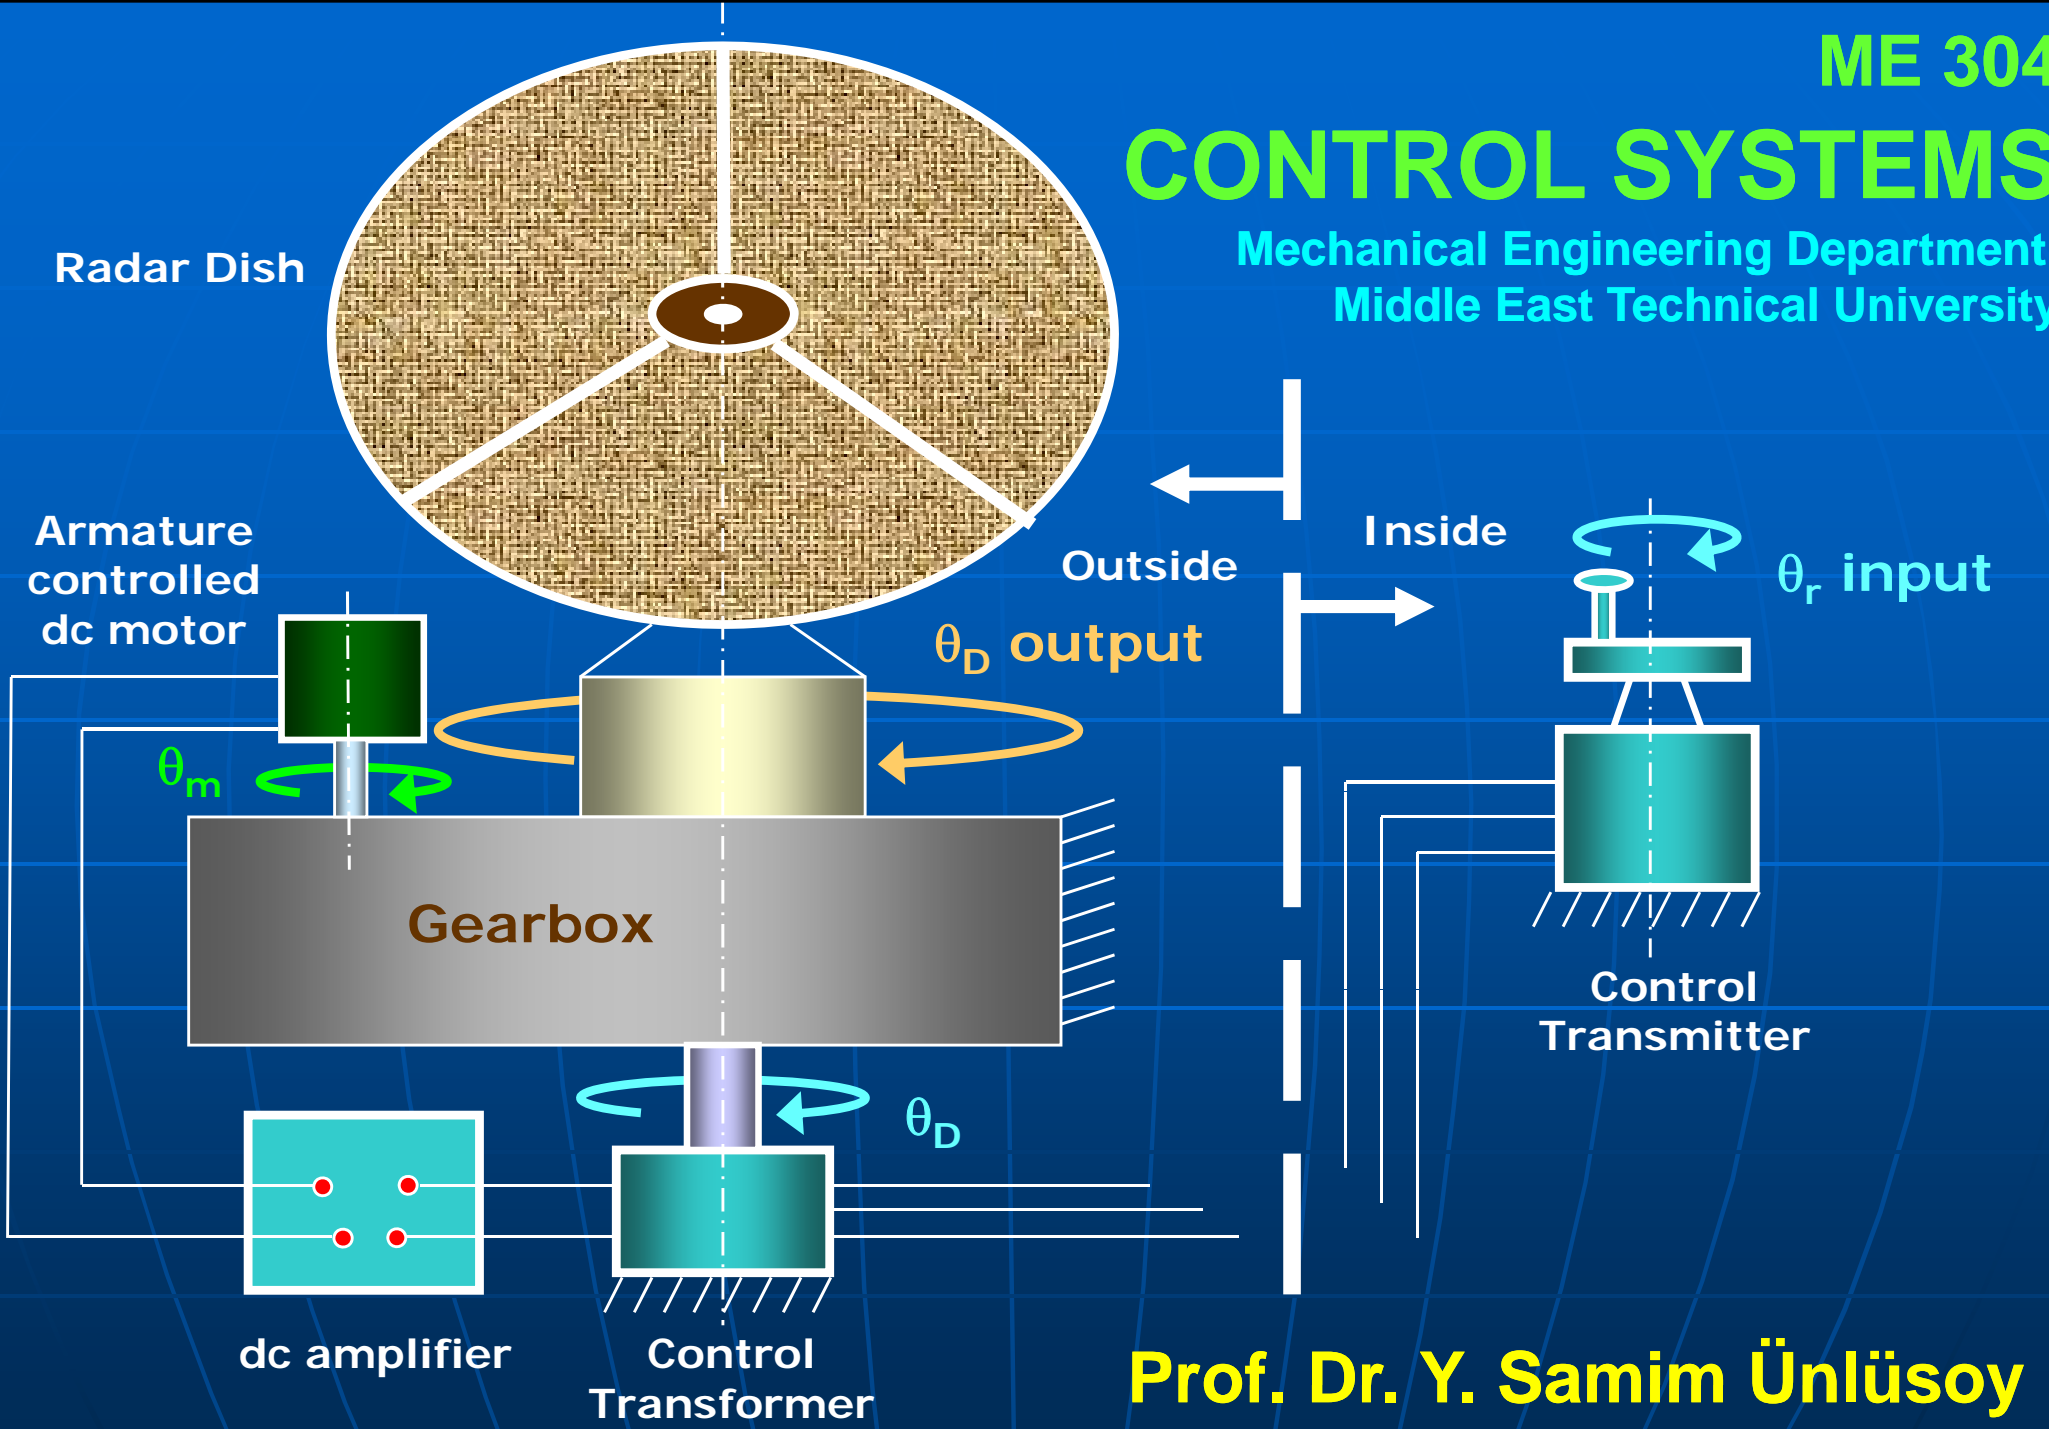 ME 304
CONTROL SYSTEMS
Mechanical Engineering Department
Middle East Technical University
Radar Dish
Armature
controlled
dc motor
Outside
Inside
θr input
θD output
θm
Gearbox
Control
Transmitter
θD
dc amplifier
Control
Transformer
Prof. Dr. Y. Samim Ünlüsoy